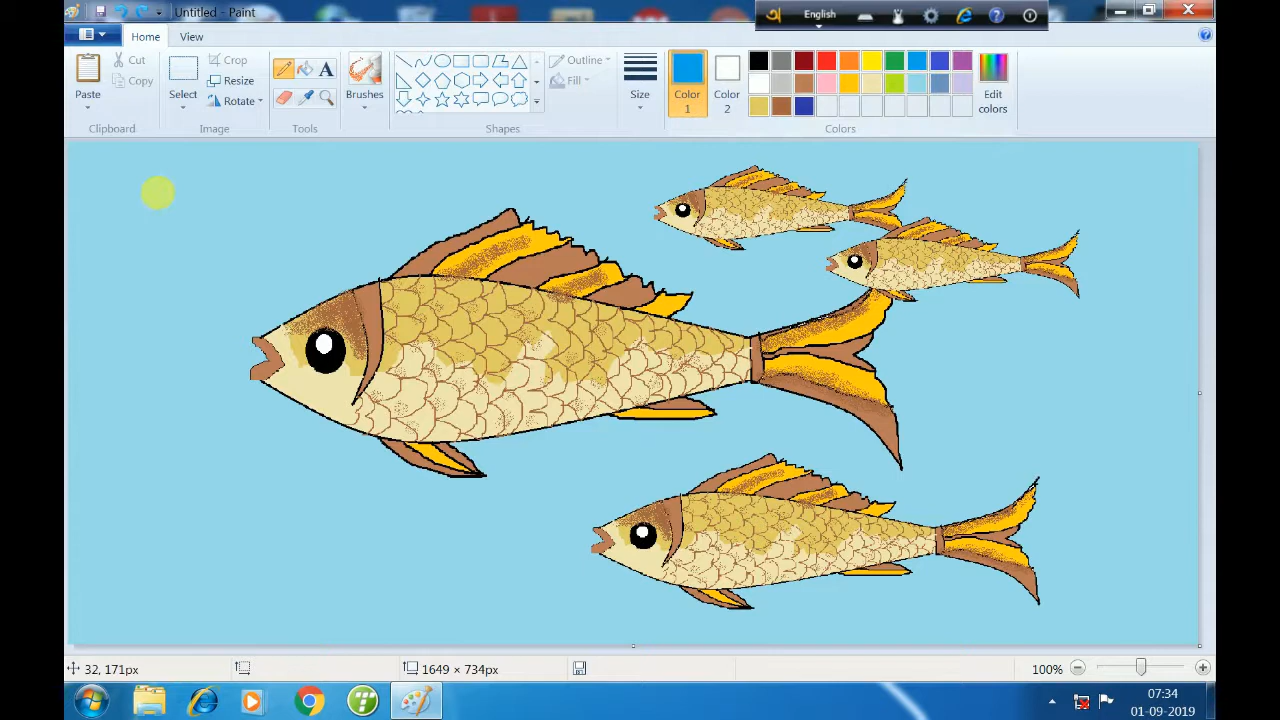 Untitled - Paint
English
Home
View
Paste
Cut
Copy
Clipboard
Select
Crop
Resize
Rotate
Image
A
Tools
Brushes
Shapes
Outline
Fill
Size
Color 1
Color 2
Edit colors
Colors
32, 171px
1649 × 734px
100%
07:34
01-09-2019